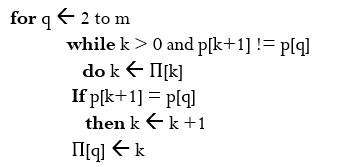 for q ← 2 to m
while k > 0 and p[k+1] != p[q]
do k ← Π[k]
If p[k+1] = p[q]
then k ← k +1
Π[q] ← k